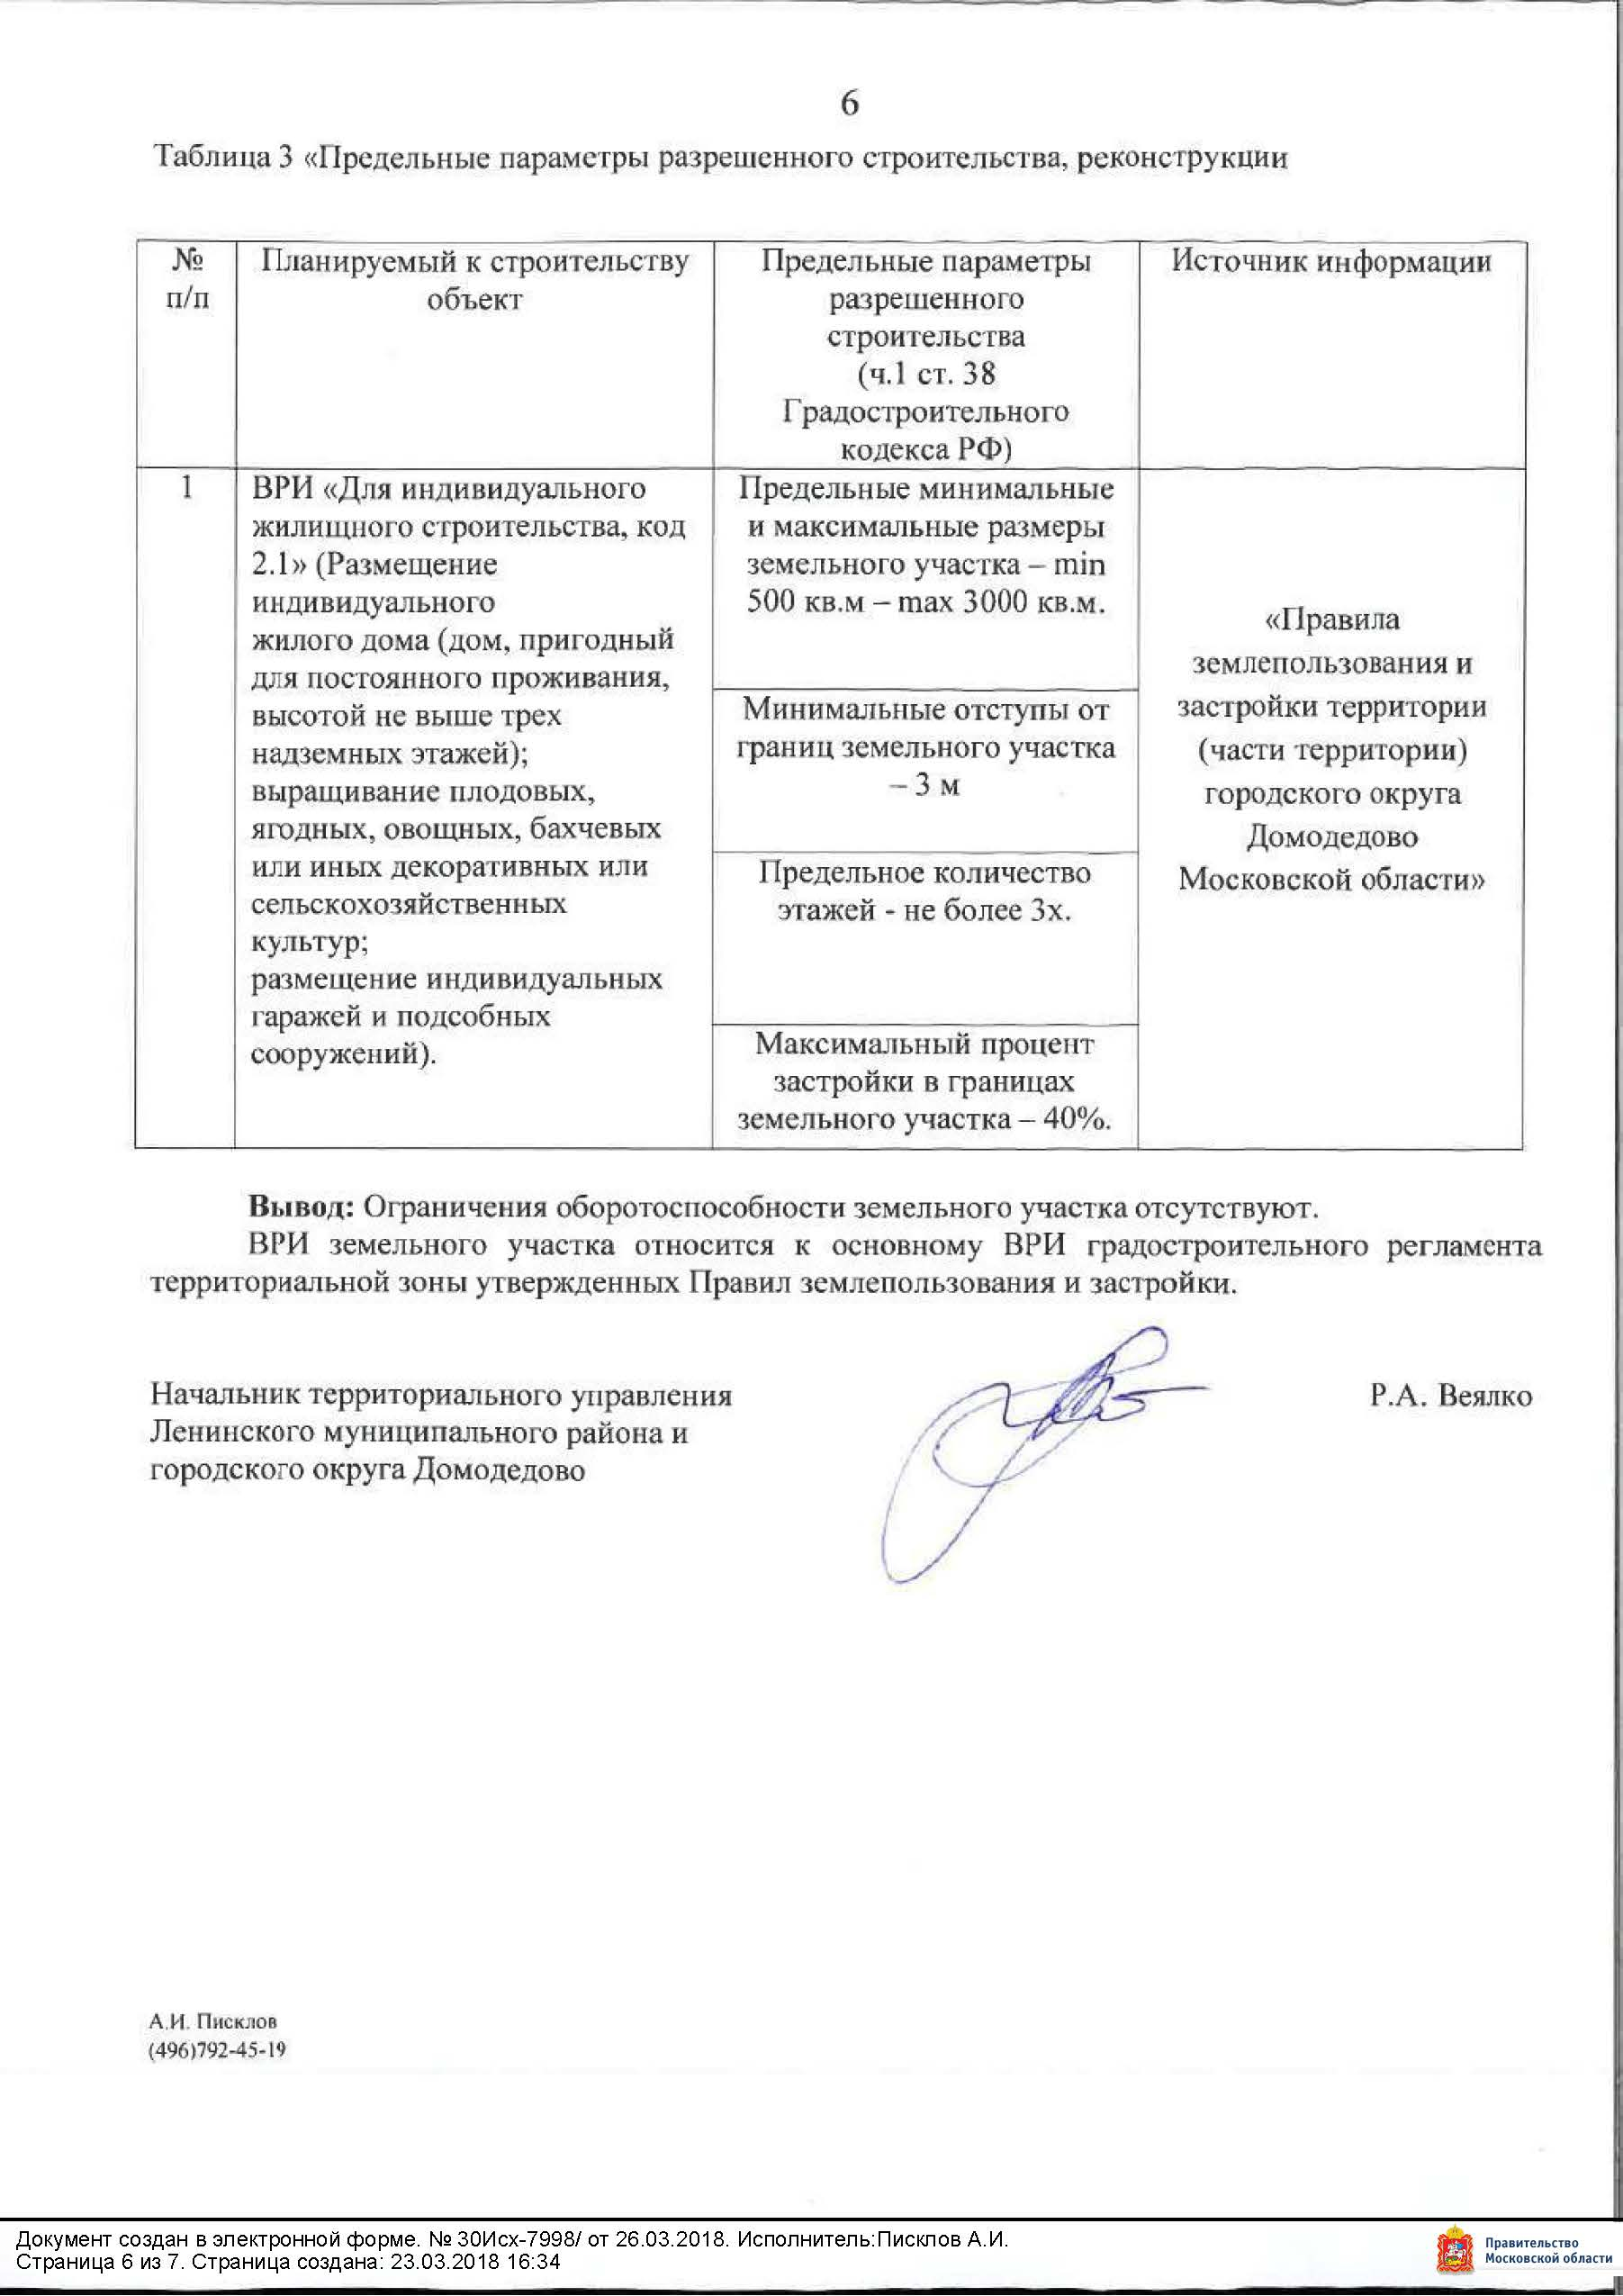 6
Таблица 3 «Предельные параметры разрешенного строительства, реконструкции
№
п/п
Планируемый к строительству
объект
Предельные параметры
разрешенного
строительства
(ч.1 ст. 38
Градостроительного
кодекса РФ)
Источник информации
1
ВРИ «Для индивидуального
жилищного строительства, код
2.1» (Размещение
индивидуального
жилого дома (дом, пригодный
для постоянного проживания,
высотой не выше трех
надземных этажей);
выращивание плодовых,
ягодных, овощных, бахчевых
или иных декоративных или
сельскохозяйственных
культур;
размещение индивидуальных
гаражей и подсобных
сооружений).
Предельные минимальные
и максимальные размеры
земельного участка – min
500 кв.м – max 3000 кв.м.
Минимальные отступы от
границ земельного участка
– 3 м
Предельное количество
этажей - не более 3х.
Максимальный процент
застройки в границах
земельного участка – 40%.
«Правила
землепользования и
застройки территории
(части территории)
городского округа
Домодедово
Московской области»
Вывод: Ограничения оборотоспособности земельного участка отсутствуют.
ВРИ земельного участка относится к основному ВРИ градостроительного регламента
территориальной зоны утвержденных Правил землепользования и застройки.
Начальник территориального управления
Ленинского муниципального района и
городского округа Домодедово
Р.А. Веялко
А.И. Писклов
(496)792-45-19
Документ создан в электронной форме. № 30Исх-7998/ от 26.03.2018. Исполнитель:Писклов А.И.
Страница 6 из 7. Страница создана: 23.03.2018 16:34
Правительство
Московской области